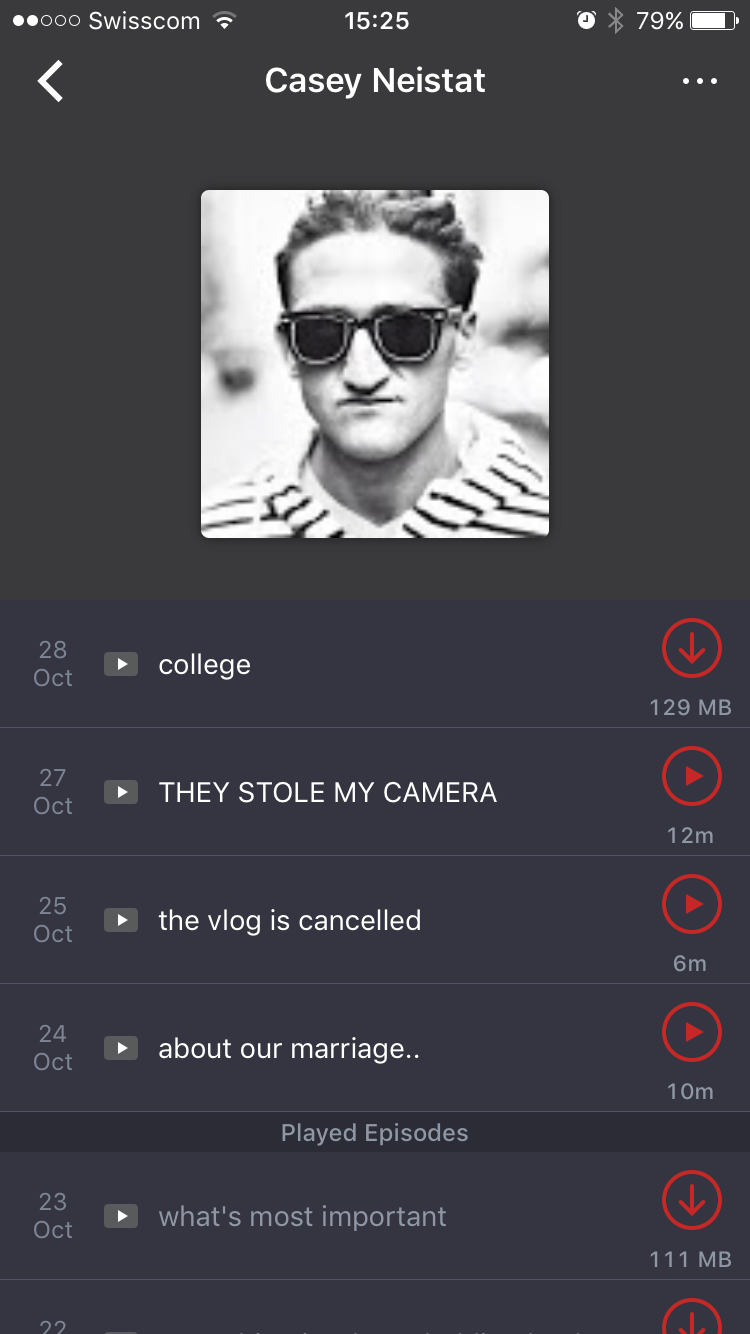 Swisscom 15:25 79%
Casey Neistat
28
Oct
college
129 MB
27
Oct
THEY STOLE MY CAMERA
12m
25
Oct
the vlog is cancelled
6m
24
Oct
about our marriage..
10m
Played Episodes
23
Oct
what's most important
111 MB
22